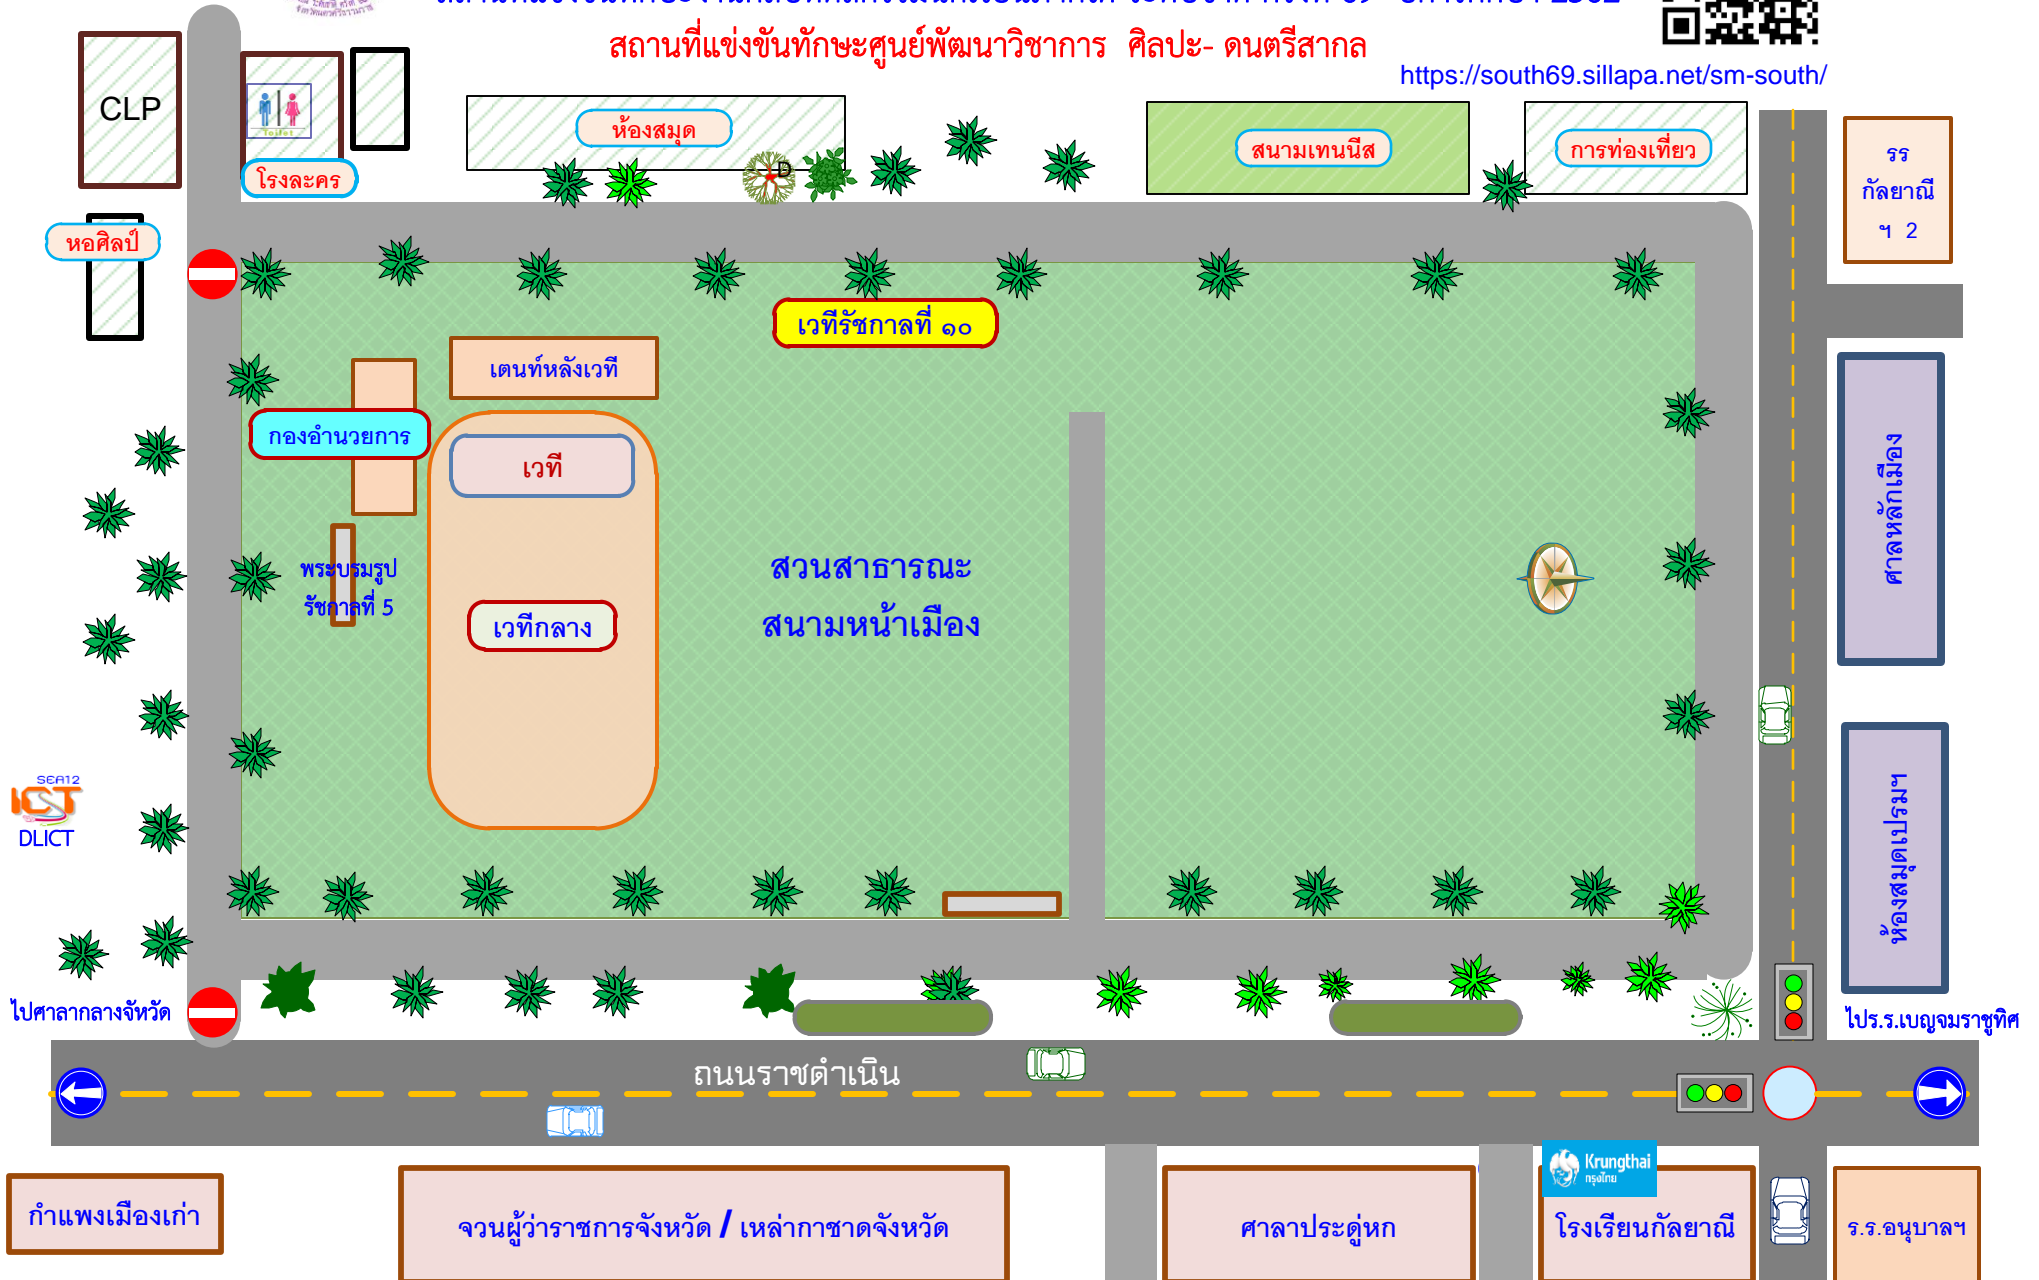 สถานที่แข่งขันทักษะศูนย์พัฒนาวิชาการ ศิลปะ- ดนตรีสากล
https://south69.sillapa.net/sm-south/
CLP
Toilet
โรงละคร
ห้องสมุด
D
สนามเทนนีส
การท่องเที่ยว
รร
กัลยาณี
ฯ 2
หอศิลป์
เวทีรัชกาลที่ ๑๐
เตนท์หลังเวที
กองอำนวยการ
เวที
ศาลหลักเมือง
พระบรมรูป
รัชกาลที่ 5
สวนสาธารณะ
สนามหน้าเมือง
เวทีกลาง
SEA12
ICT
DLICT
ห้องสมุดเปรมฯ
ไปศาลากลางจังหวัด
ไปร.ร.เบญจมราชูทิศ
ถนนราชดำเนิน
Krungthai
กรุงไทย
กำแพงเมืองเก่า
จวนผู้ว่าราชการจังหวัด / เหล่ากาชาดจังหวัด
ศาลาประดู่หก
โรงเรียนกัลยาณี
ร.ร.อนุบาลฯ